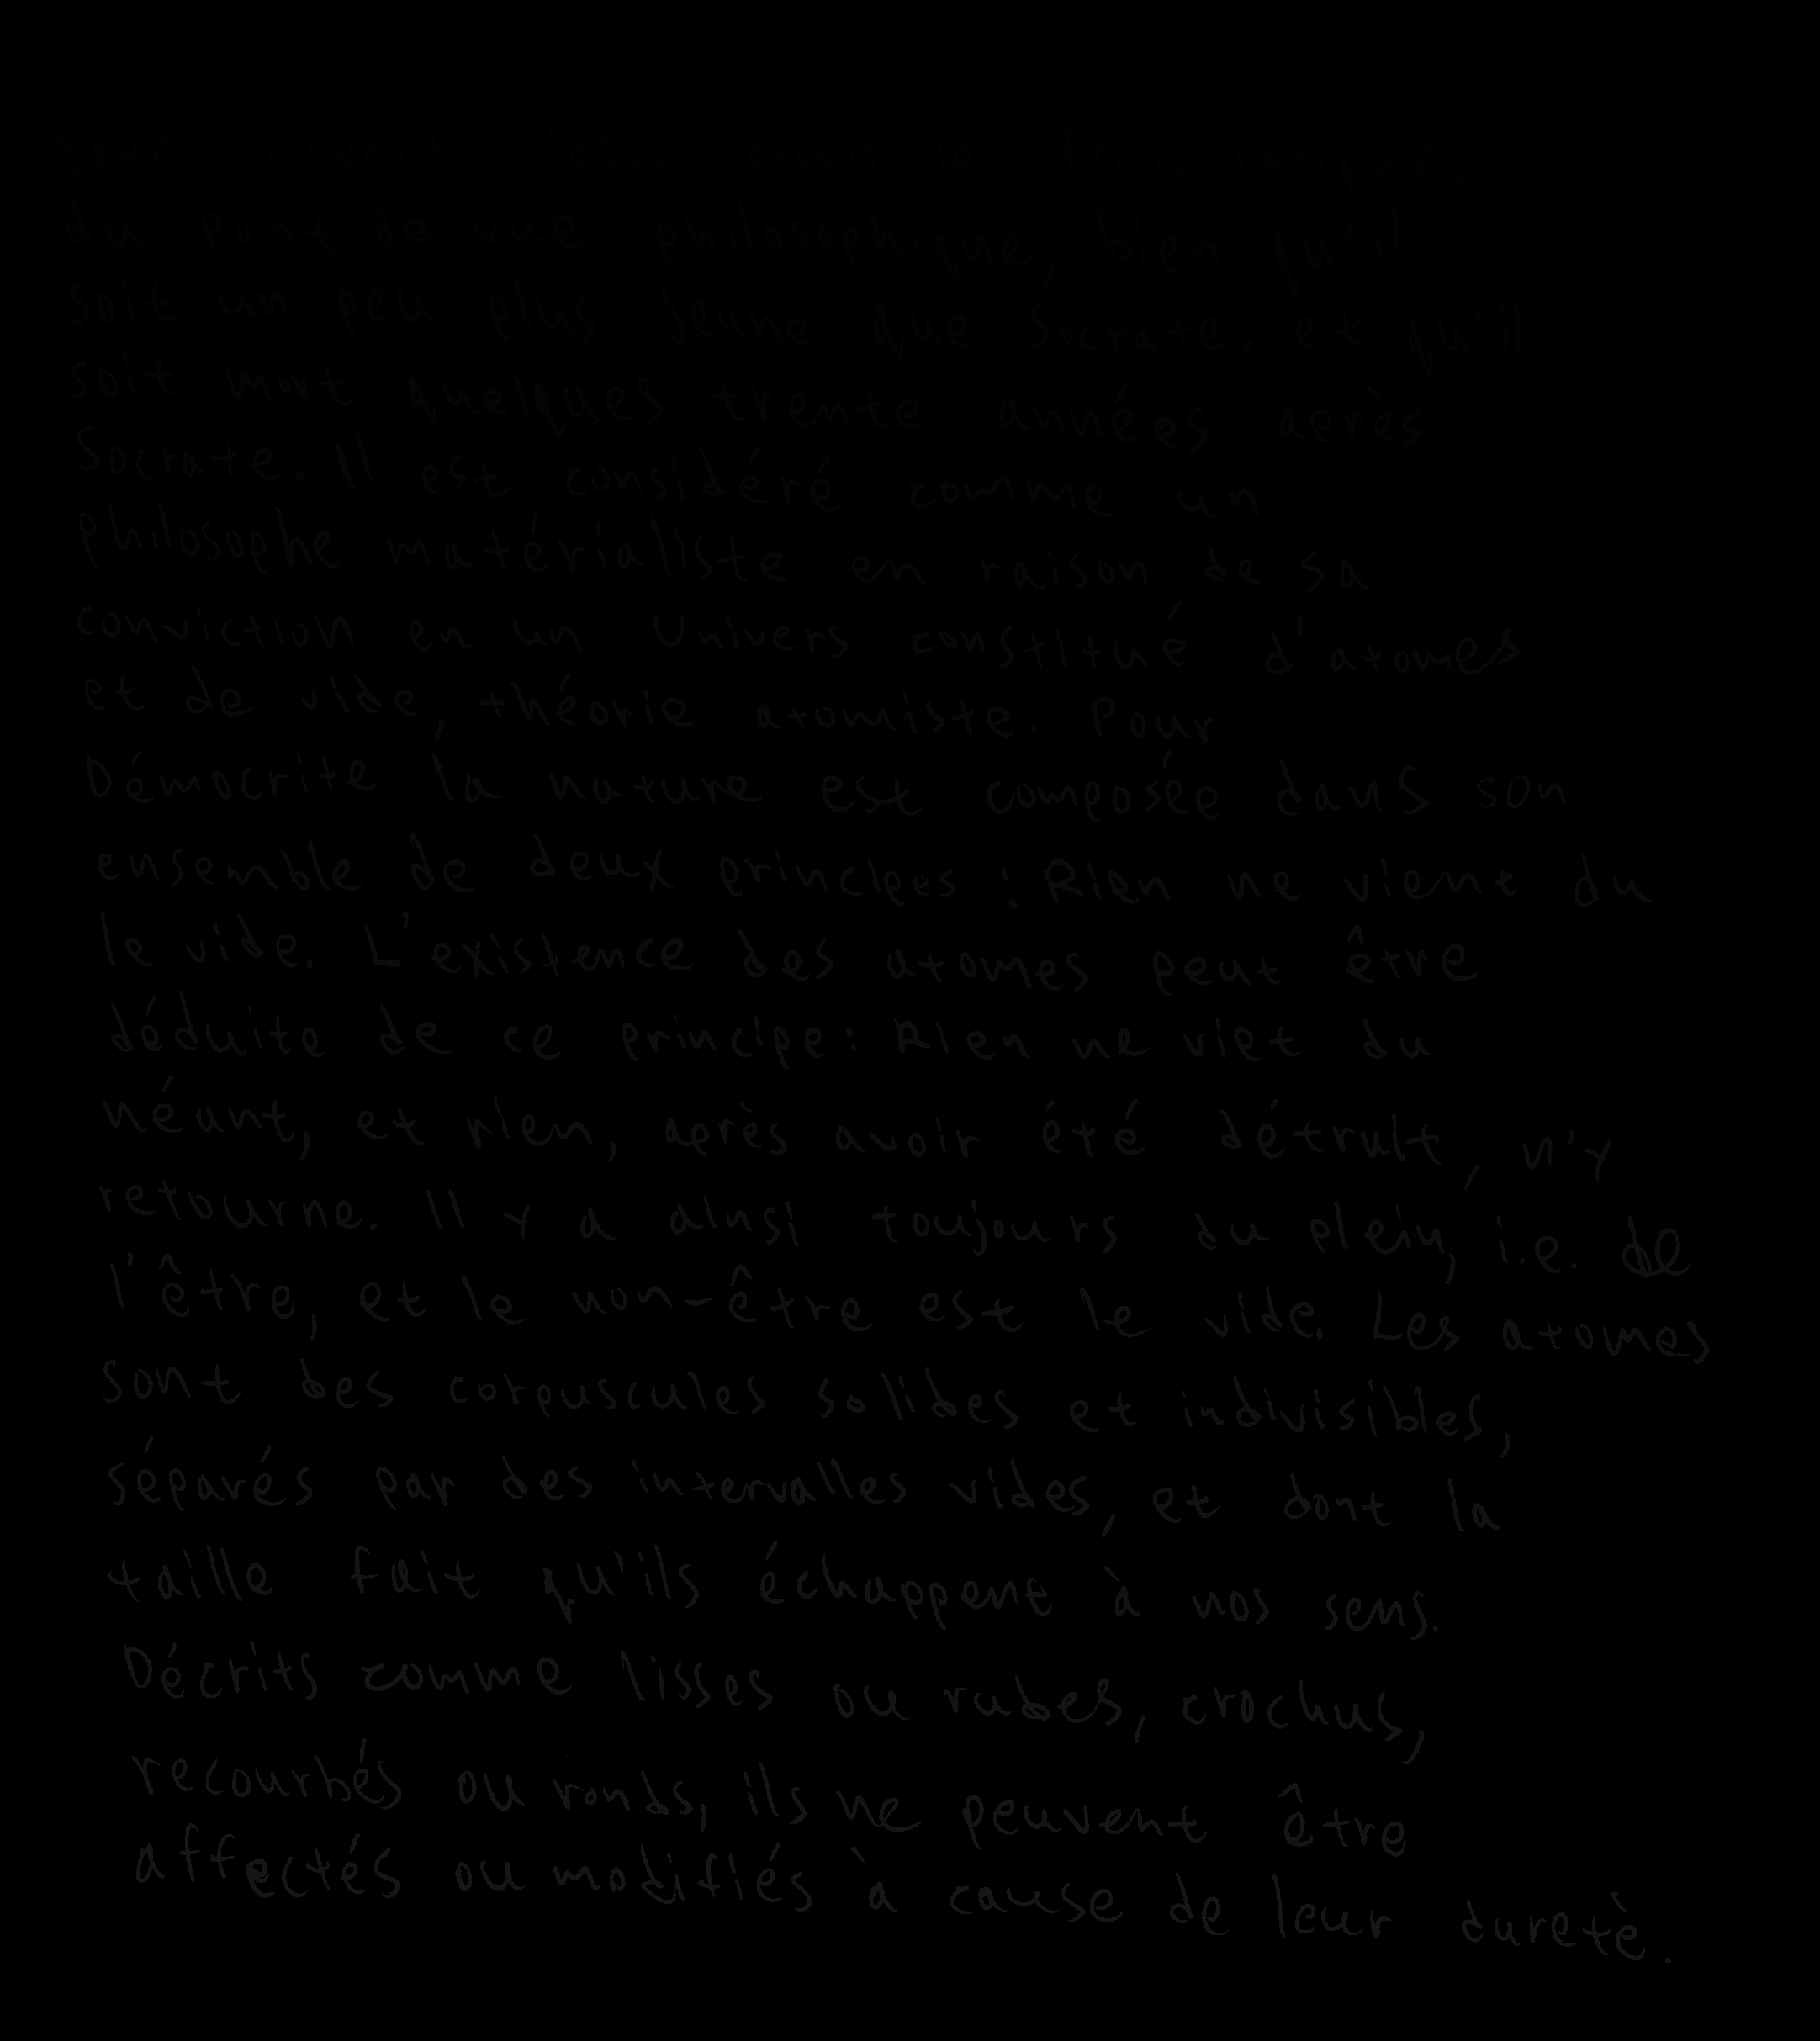 Démocrite d'Abdère était un philosophe
grec souvent classé parmi les Présocratiques
du point de vue philosophique, bien qu'il
soit un peu plus jeune que Socrate, et qu'il
soit mort quelques trente années après
Socrate. Il est considéré comme un
philosophe matérialiste en raison de sa
conviction en un Univers constitué d'atomes
et de vide, théorie atomiste. Pour
Démocrite la nature est composée dans son
ensemble de deux principes : Rien ne vient du
le vide. L'existence des atomes peut être
déduite de ce principe : Rien ne viet du
néant, et rien, après avoir été détruit, n'y
retourne. Il y a ainsi toujours du plein, i.e. de
l'être, et le non-être est le vide. Les atomes
sont des corpuscules solides et indivisibles,
séparés par des intervalles vides, et dont la
taille fait qu'ils échappent à nos sens.
Décrits comme lisses ou rudes, crochus,
recourbés ou ronds, ils ne peuvent être
affectés ou modifiés à cause de leur duretè.